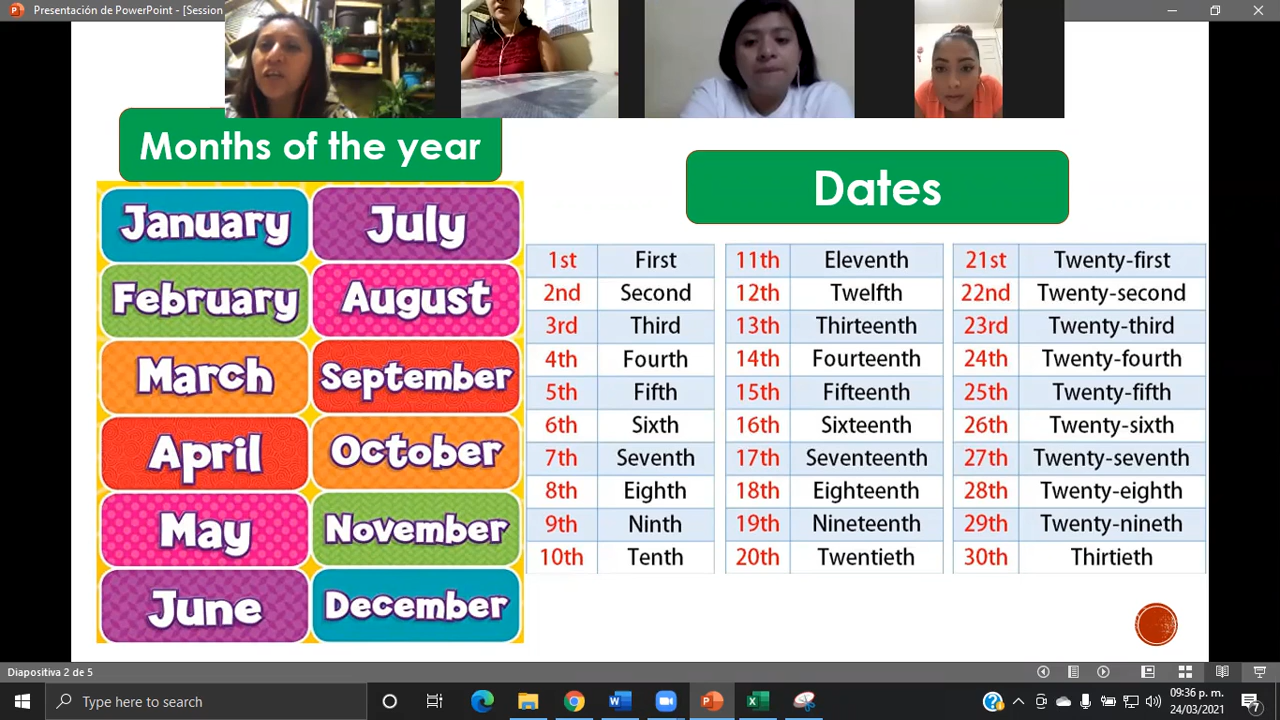 Presentación de PowerPoint - [Session
Months of the year
Dates
January
July
February
August
March
September
April
October
May
November
June
December
1st First
2nd Second
3rd Third
4th Fourth
5th Fifth
6th Sixth
7th Seventh
8th Eighth
9th Ninth
10th Tenth
11th Eleventh
12th Twelfth
13th Thirteenth
14th Fourteenth
15th Fifteenth
16th Sixteenth
17th Seventeenth
18th Eighteenth
19th Nineteenth
20th Twentieth
21st Twenty-first
22nd Twenty-second
23rd Twenty-third
24th Twenty-fourth
25th Twenty-fifth
26th Twenty-sixth
27th Twenty-seventh
28th Twenty-eighth
29th Twenty-nineth
30th Thirtieth
Diapositiva 2 de 5
Type here to search
09:36 p. m.
24/03/2021
7